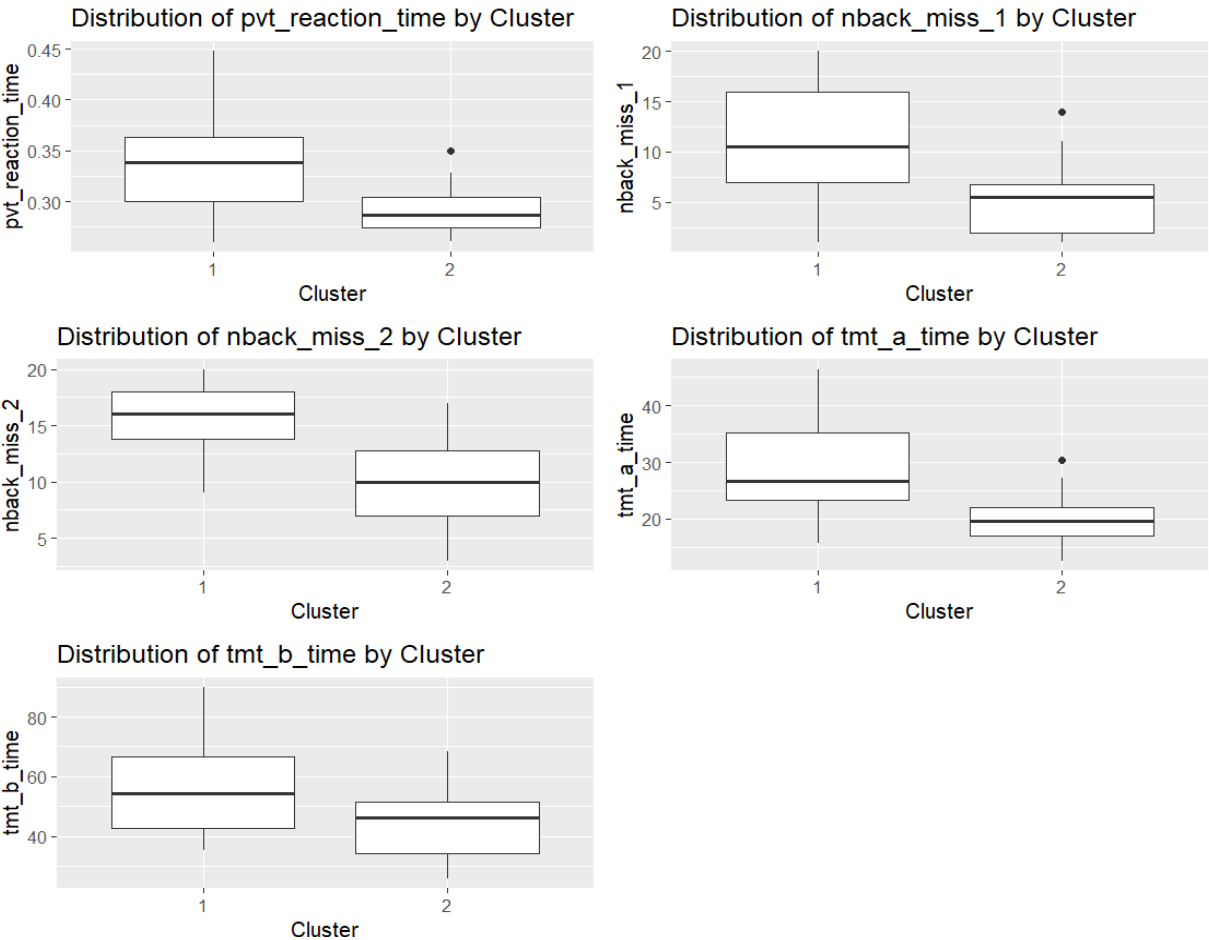 Distribution of pvt_reaction_time by Cluster
pvt_reaction_time
0.45
0.40
0.35
0.30
1
2
Cluster
Distribution of nback_miss_1 by Cluster
nback_miss_1
20
15
10
5
1
2
Cluster
Distribution of nback_miss_2 by Cluster
nback_miss_2
20
15
10
5
1
2
Cluster
Distribution of tmt_a_time by Cluster
tmt_a_time
40
30
20
1
2
Cluster
Distribution of tmt_b_time by Cluster
tmt_b_time
80
60
40
1
2
Cluster